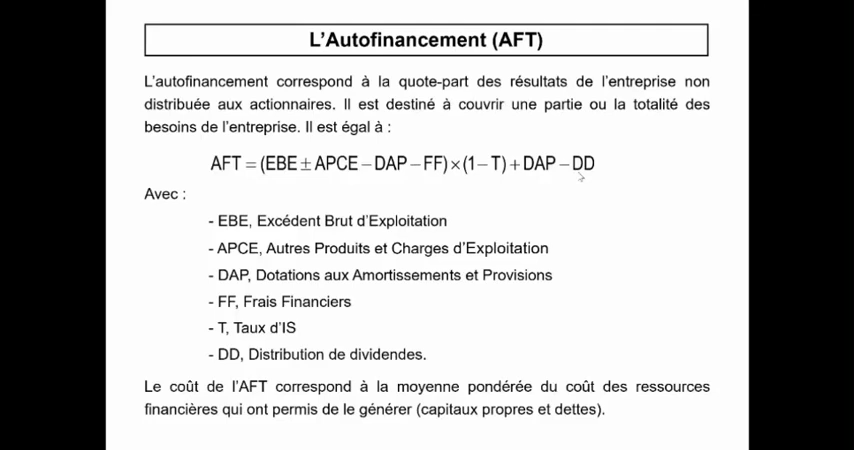 L'Autofinancement (AFT)
L'autofinancement correspond à la quote-part des résultats de l'entreprise non
distribuée aux actionnaires. Il est destiné à couvrir une partie ou la totalité des
besoins de l'entreprise. Il est égal à :
AFT = (EBE ± APCE − DAP − FF) × (1 − T) + DAP − DD
Avec :
- EBE, Excédent Brut d'Exploitation
- APCE, Autres Produits et Charges d'Exploitation
- DAP, Dotations aux Amortissements et Provisions
- FF, Frais Financiers
- T, Taux d'IS
- DD, Distribution de dividendes.
Le coût de l'AFT correspond à la moyenne pondérée du coût des ressources
financières qui ont permis de le générer (capitaux propres et dettes).